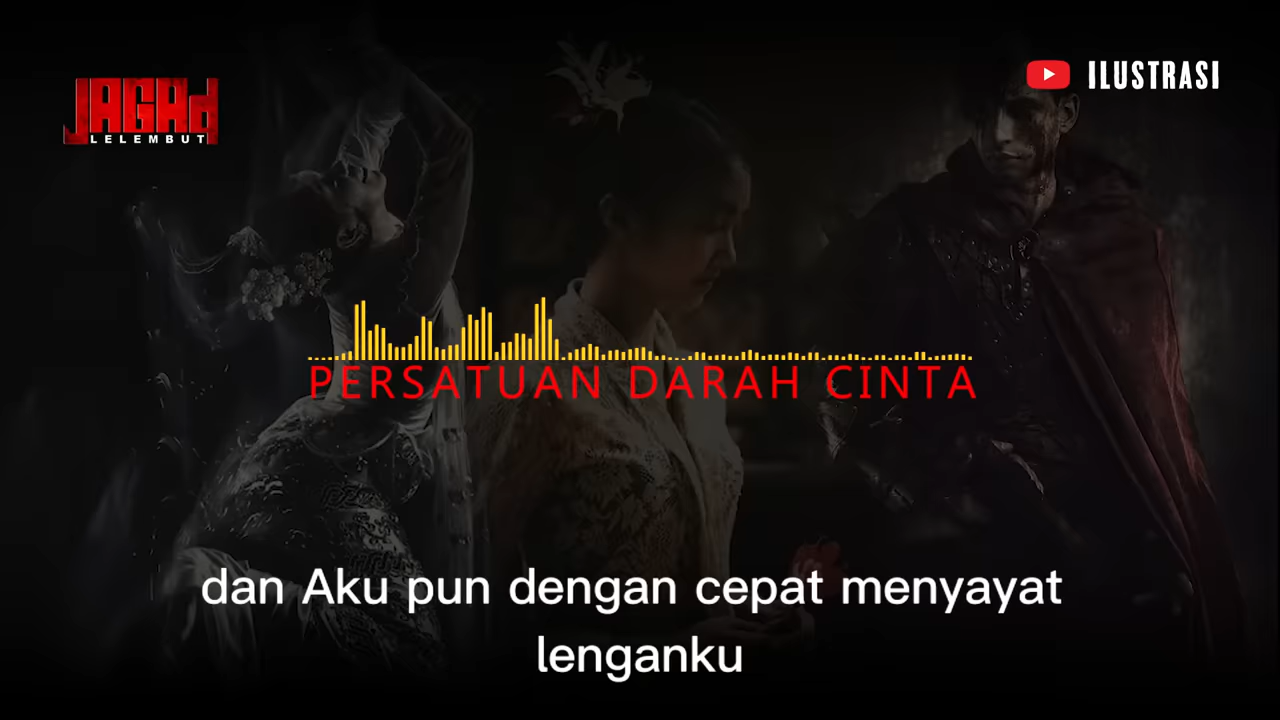 JAGAd
LELEMBUT
ILUSTRASI
PERSATUAN DARAH CINTA
dan Aku pun dengan cepat menyayat
lenganku